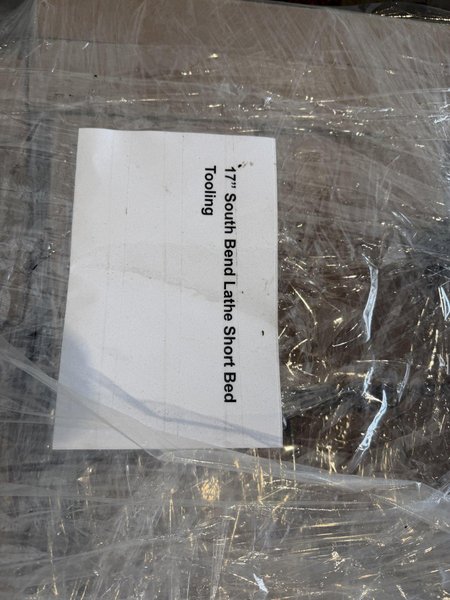 17” South Bend Lathe Short Bed
Tooling